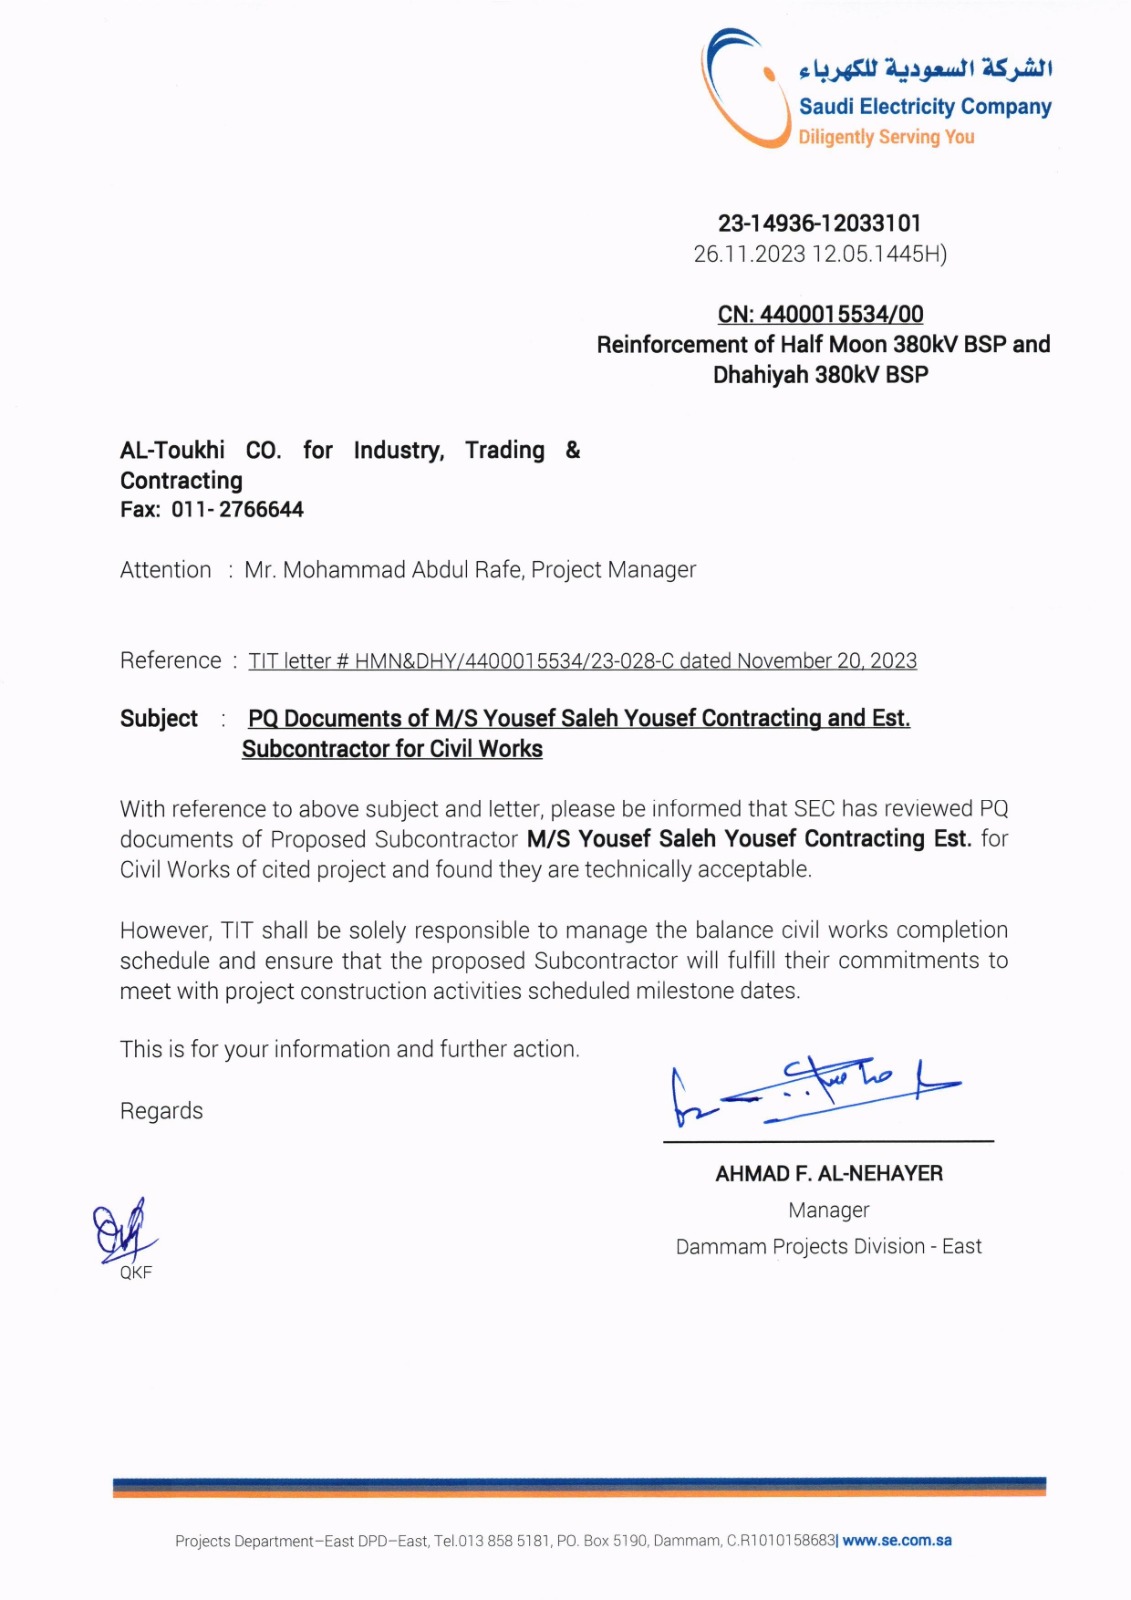 الشركة السعودية للكهرباء
Saudi Electricity Company
Diligently Serving You
23-14936-12033101
26.11.2023 12.05.1445H)
CN: 4400015534/00
Reinforcement of Half Moon 380kV BSP and
Dhahiyah 380kV BSP
AL-Toukhi CO. for Industry, Trading &
Contracting
Fax: 011- 2766644
Attention : Mr. Mohammad Abdul Rafe, Project Manager
Reference : TIT letter # HMN&DHY/4400015534/23-028-C dated November 20, 2023
Subject : PQ Documents of M/S Yousef Saleh Yousef Contracting and Est.
Subcontractor for Civil Works
With reference to above subject and letter, please be informed that SEC has reviewed PQ
documents of Proposed Subcontractor M/S Yousef Saleh Yousef Contracting Est. for
Civil Works of cited project and found they are technically acceptable.
However, TIT shall be solely responsible to manage the balance civil works completion
schedule and ensure that the proposed Subcontractor will fulfill their commitments to
meet with project construction activities scheduled milestone dates.
This is for your information and further action.
Regards
AHMAD F. AL-NEHAYER
Manager
Dammam Projects Division - East
QKF
Projects Department–East DPD–East, Tel.013 858 5181, PO. Box 5190, Dammam, C.R1010158683| www.se.com.sa